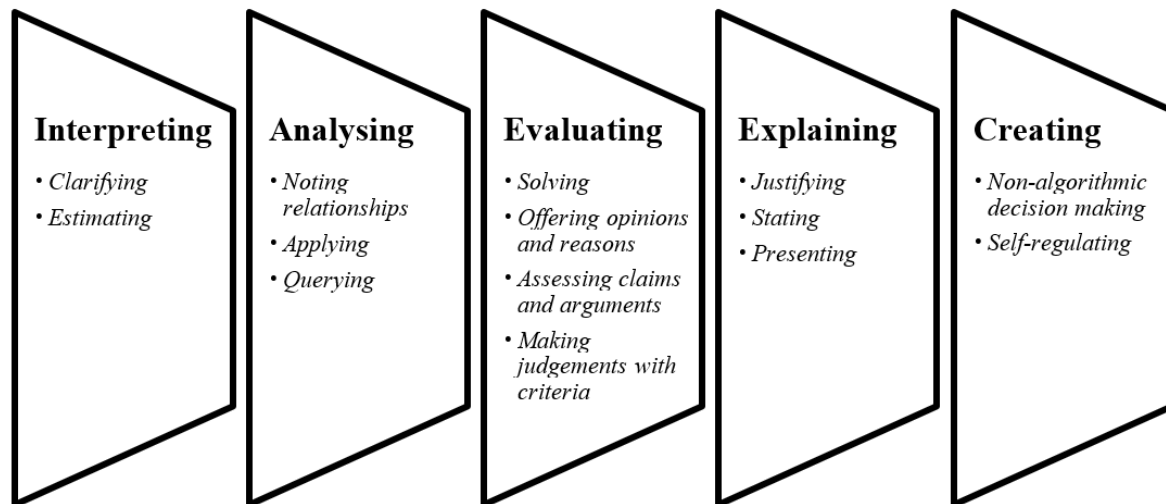 Interpreting
• Clarifying
• Estimating
Analysing
• Noting
relationships
• Applying
• Querying
Evaluating
• Solving
• Offering opinions
and reasons
• Assessing claims
and arguments
• Making
judgements with
criteria
Explaining
• Justifying
• Stating
• Presenting
Creating
• Non-algorithmic
decision making
• Self-regulating